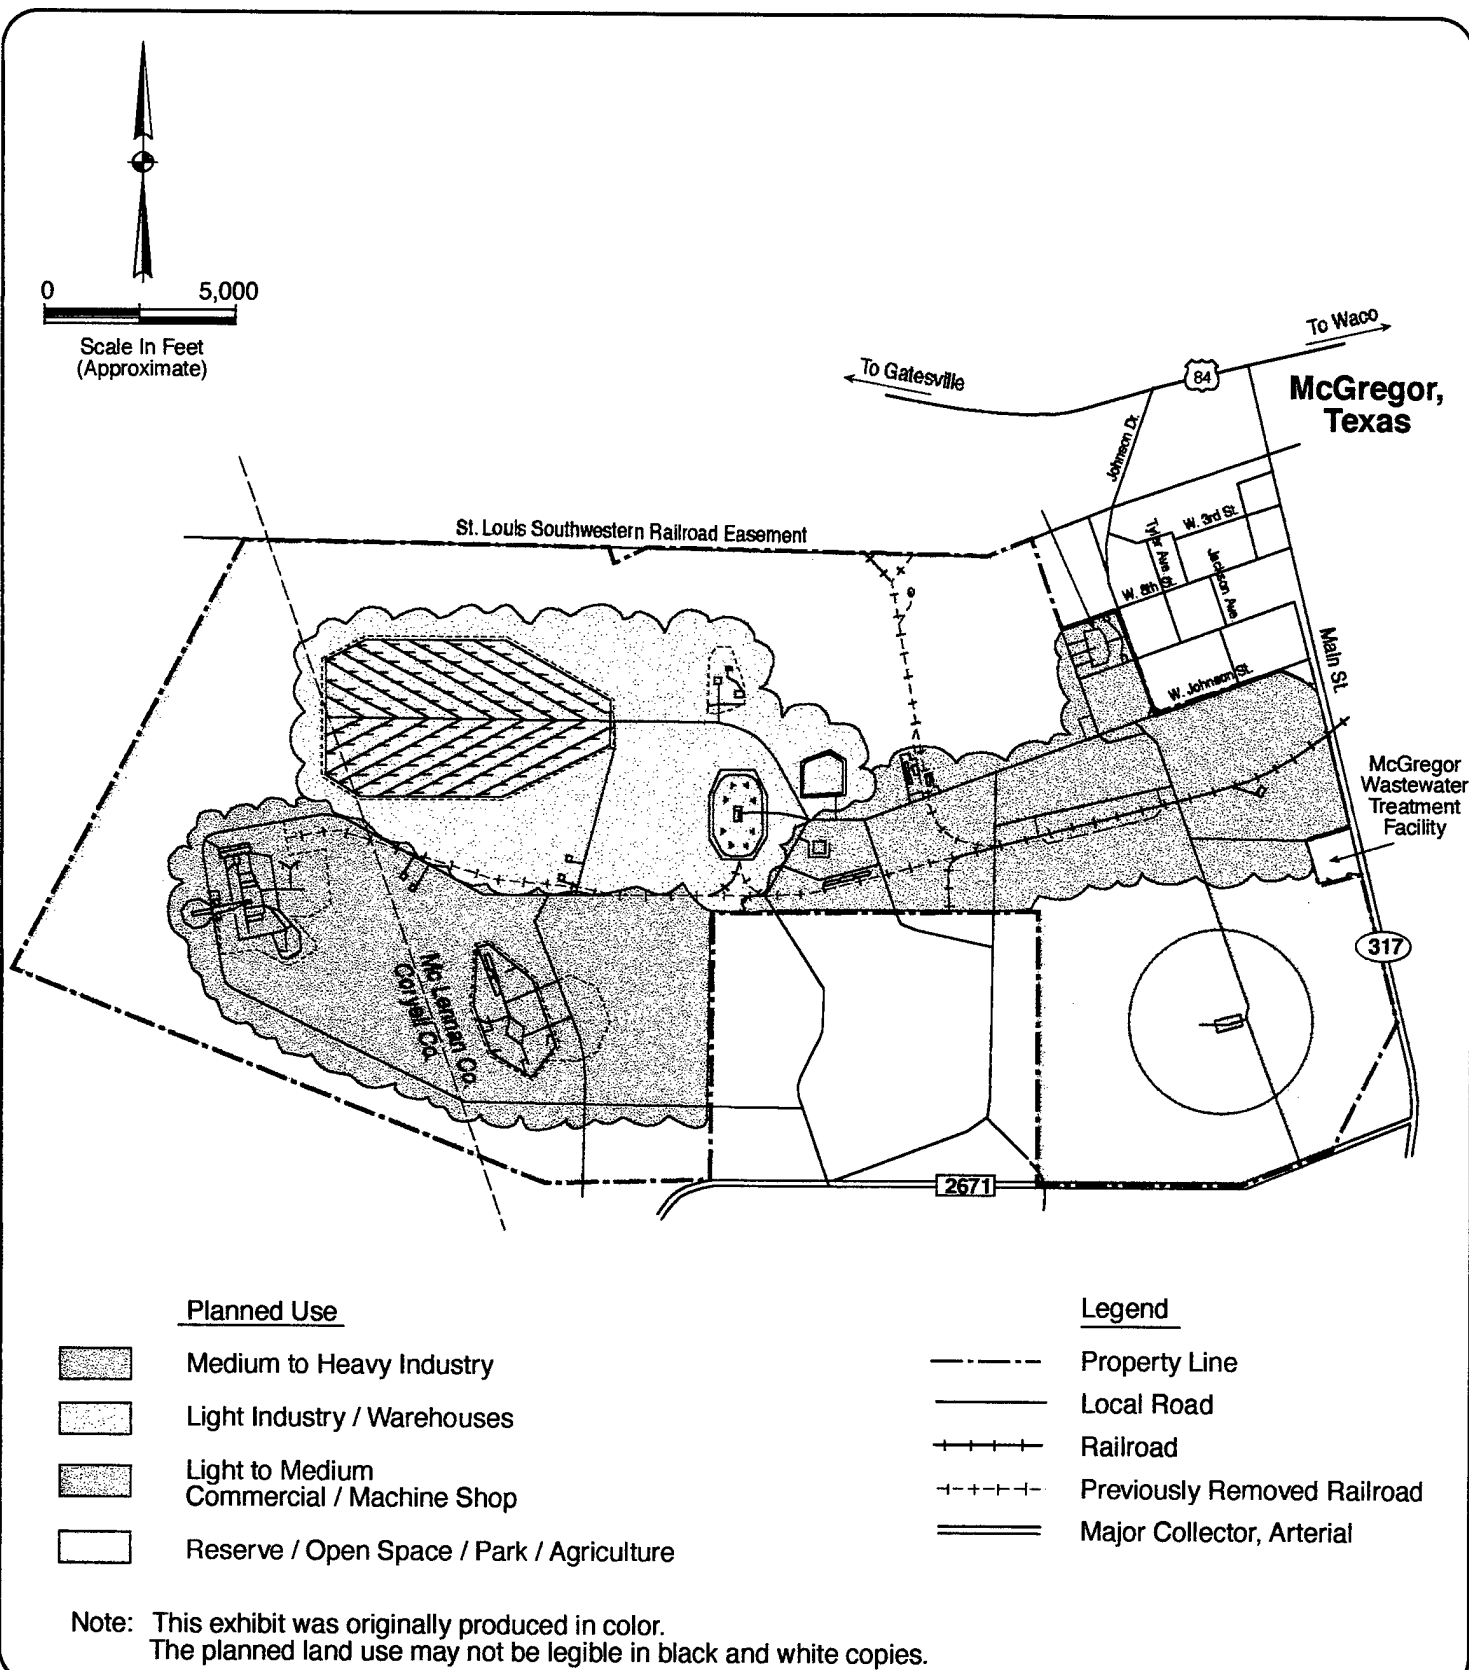 0 5,000
Scale In Feet
(Approximate)
To Waco
To Gatesville
84
McGregor,
Texas
Johnson Dr.
St. Louis Southwestern Railroad Easement
W. 3rd St.
Tyler Ave.
W. 8th St.
Jackson Ave.
Main St.
W. Johnson St.
McGregor
Wastewater
Treatment
Facility
317
Mc Lennan Co.
Coryell Co.
2671
Planned Use
Medium to Heavy Industry
Light Industry / Warehouses
Light to Medium
Commercial / Machine Shop
Reserve / Open Space / Park / Agriculture
Legend
Property Line
Local Road
Railroad
Previously Removed Railroad
Major Collector, Arterial
Note: This exhibit was originally produced in color.
The planned land use may not be legible in black and white copies.